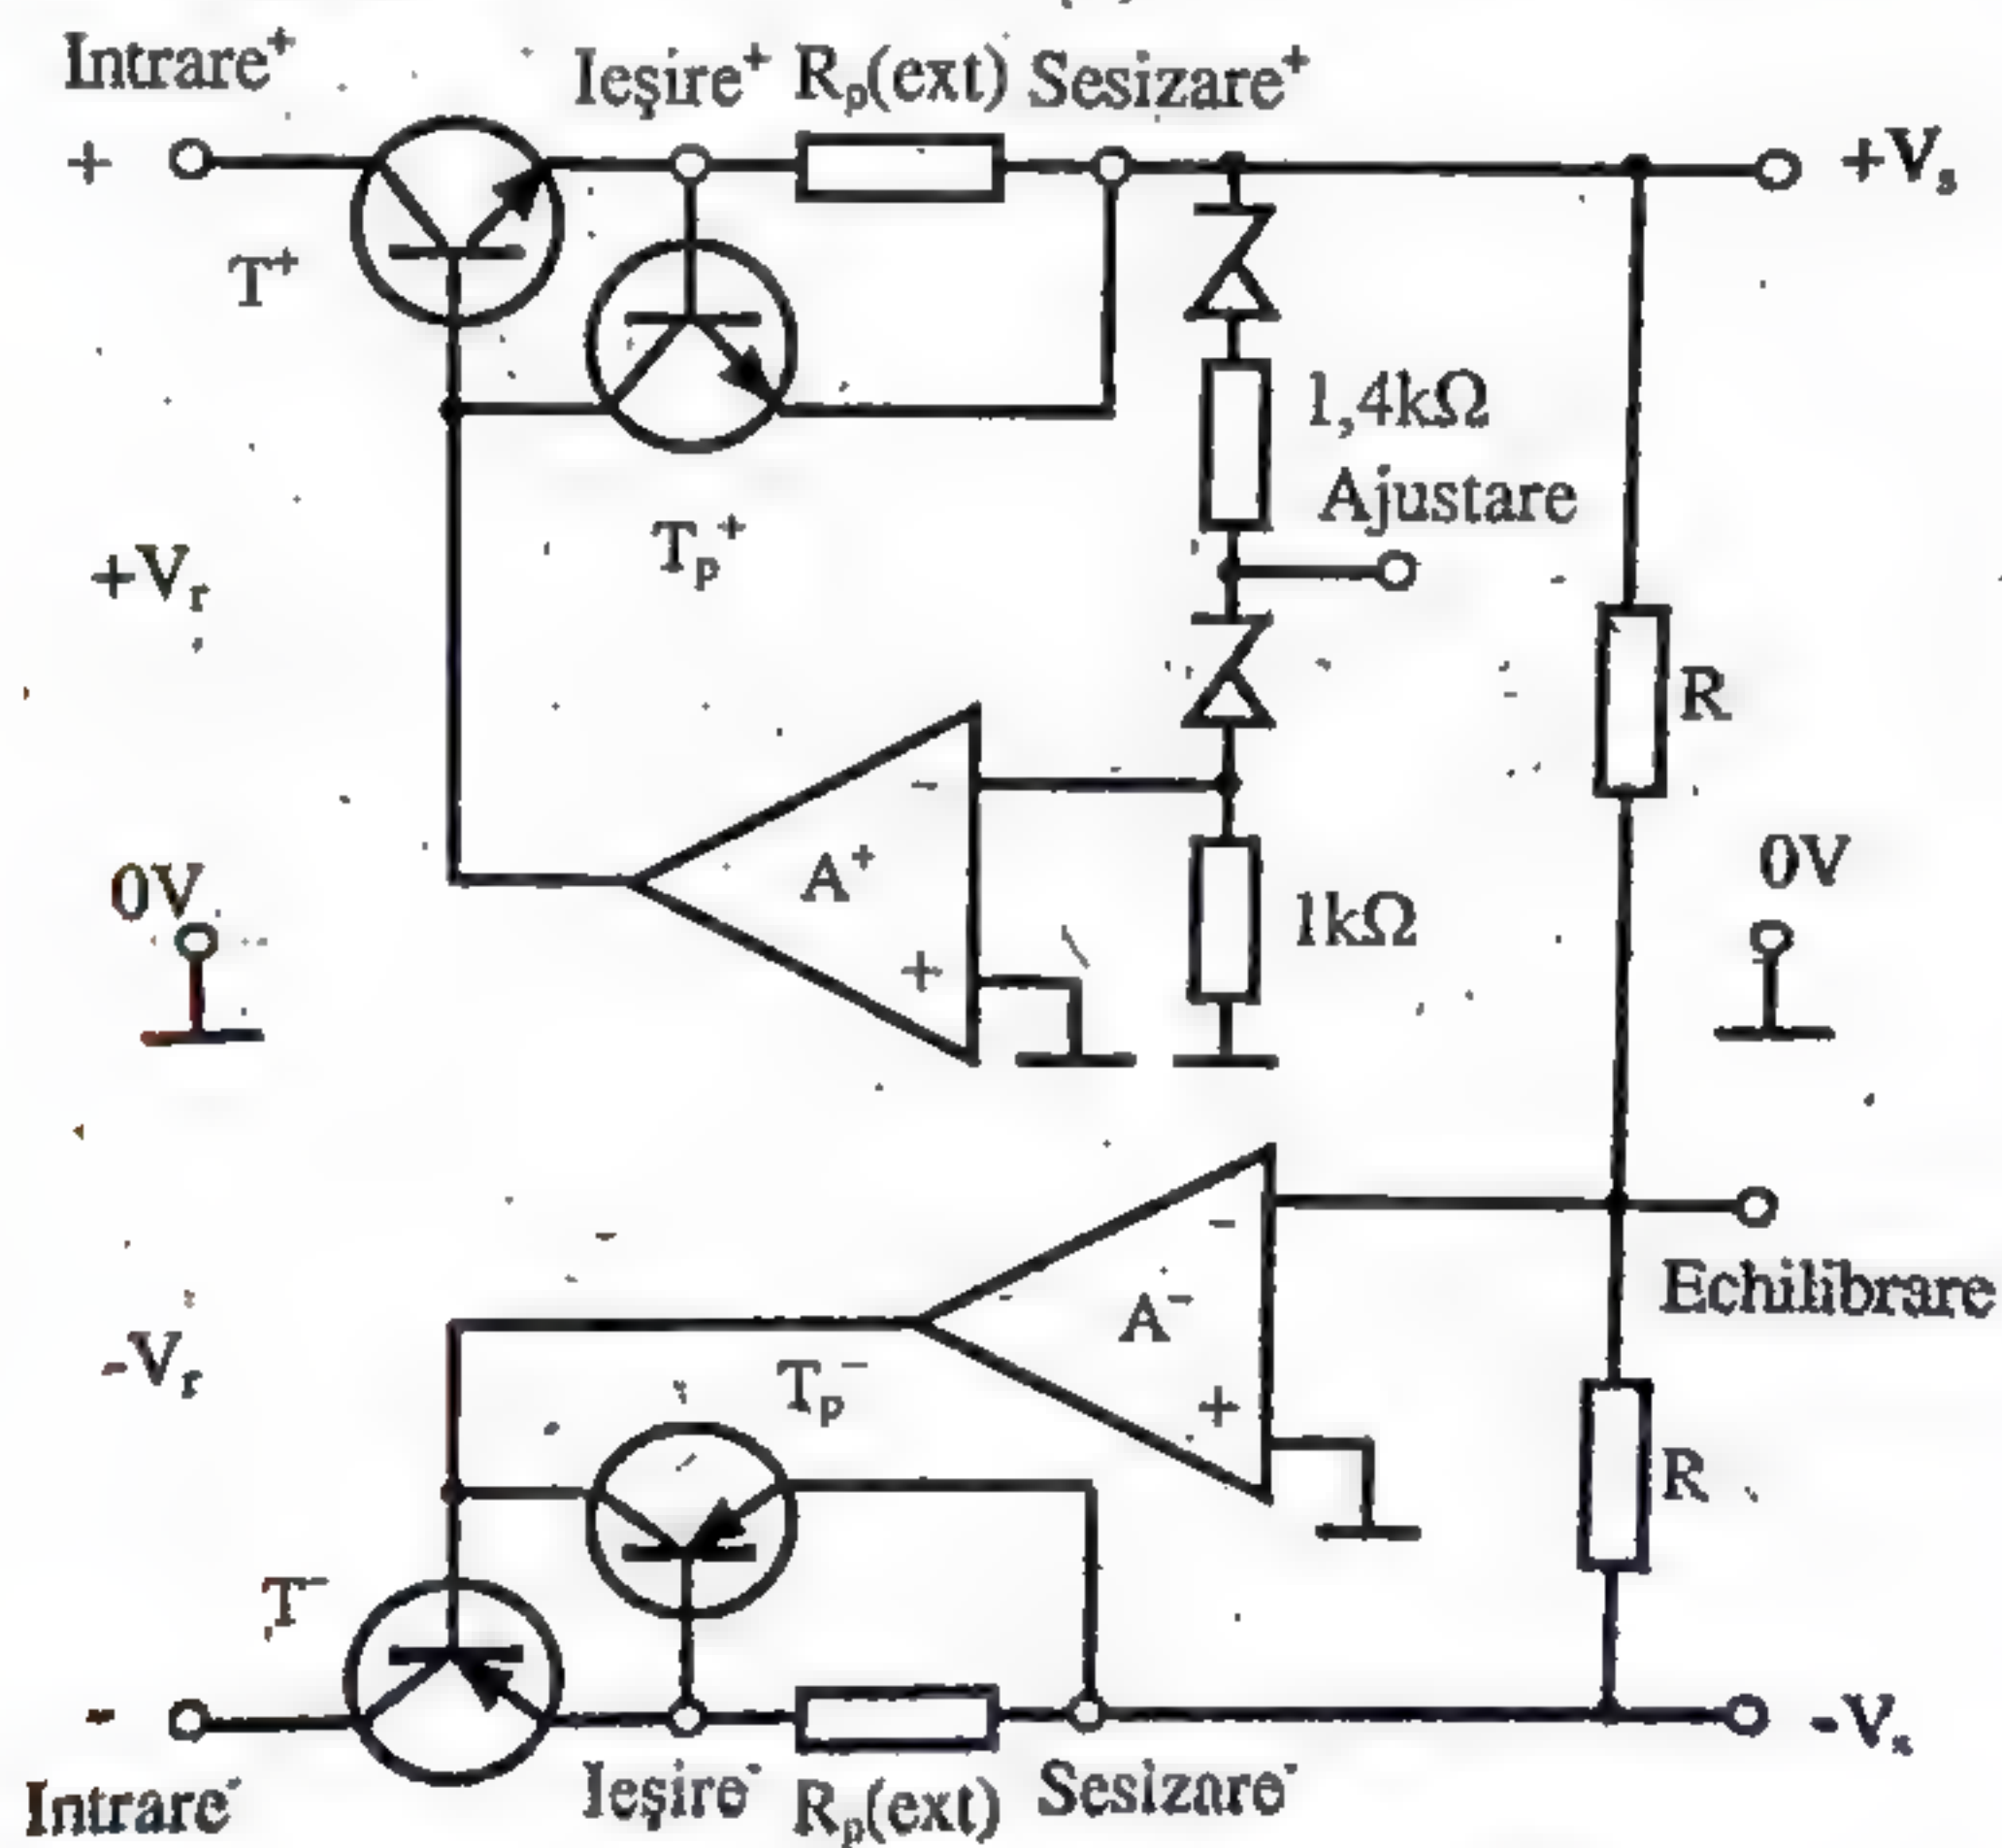 Intrare⁺
Ieşire⁺ Rₚ(ext) Sesizare⁺
+
+Vₛ
T⁺
1,4kΩ
Ajustare
Tₚ⁺
+Vᵣ
R
-
A⁺
0V
0V
1kΩ
+
-
Echilibrare
A⁻
-Vᵣ
Tₚ⁻
+
R
T⁻
-
-Vₛ
Ieşire⁻ Rₚ(ext) Sesizare⁻
Intrare⁻